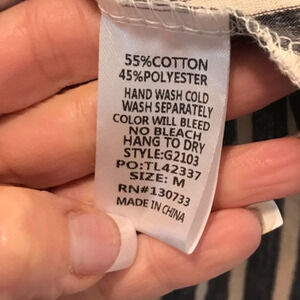 55%COTTON
45%POLYESTER
HAND WASH COLD
WASH SEPARATELY
COLOR WILL BLEED
NO BLEACH
HANG TO DRY
STYLE:G2103
PO:TL42337
SIZE: M
RN#130733
MADE IN CHINA